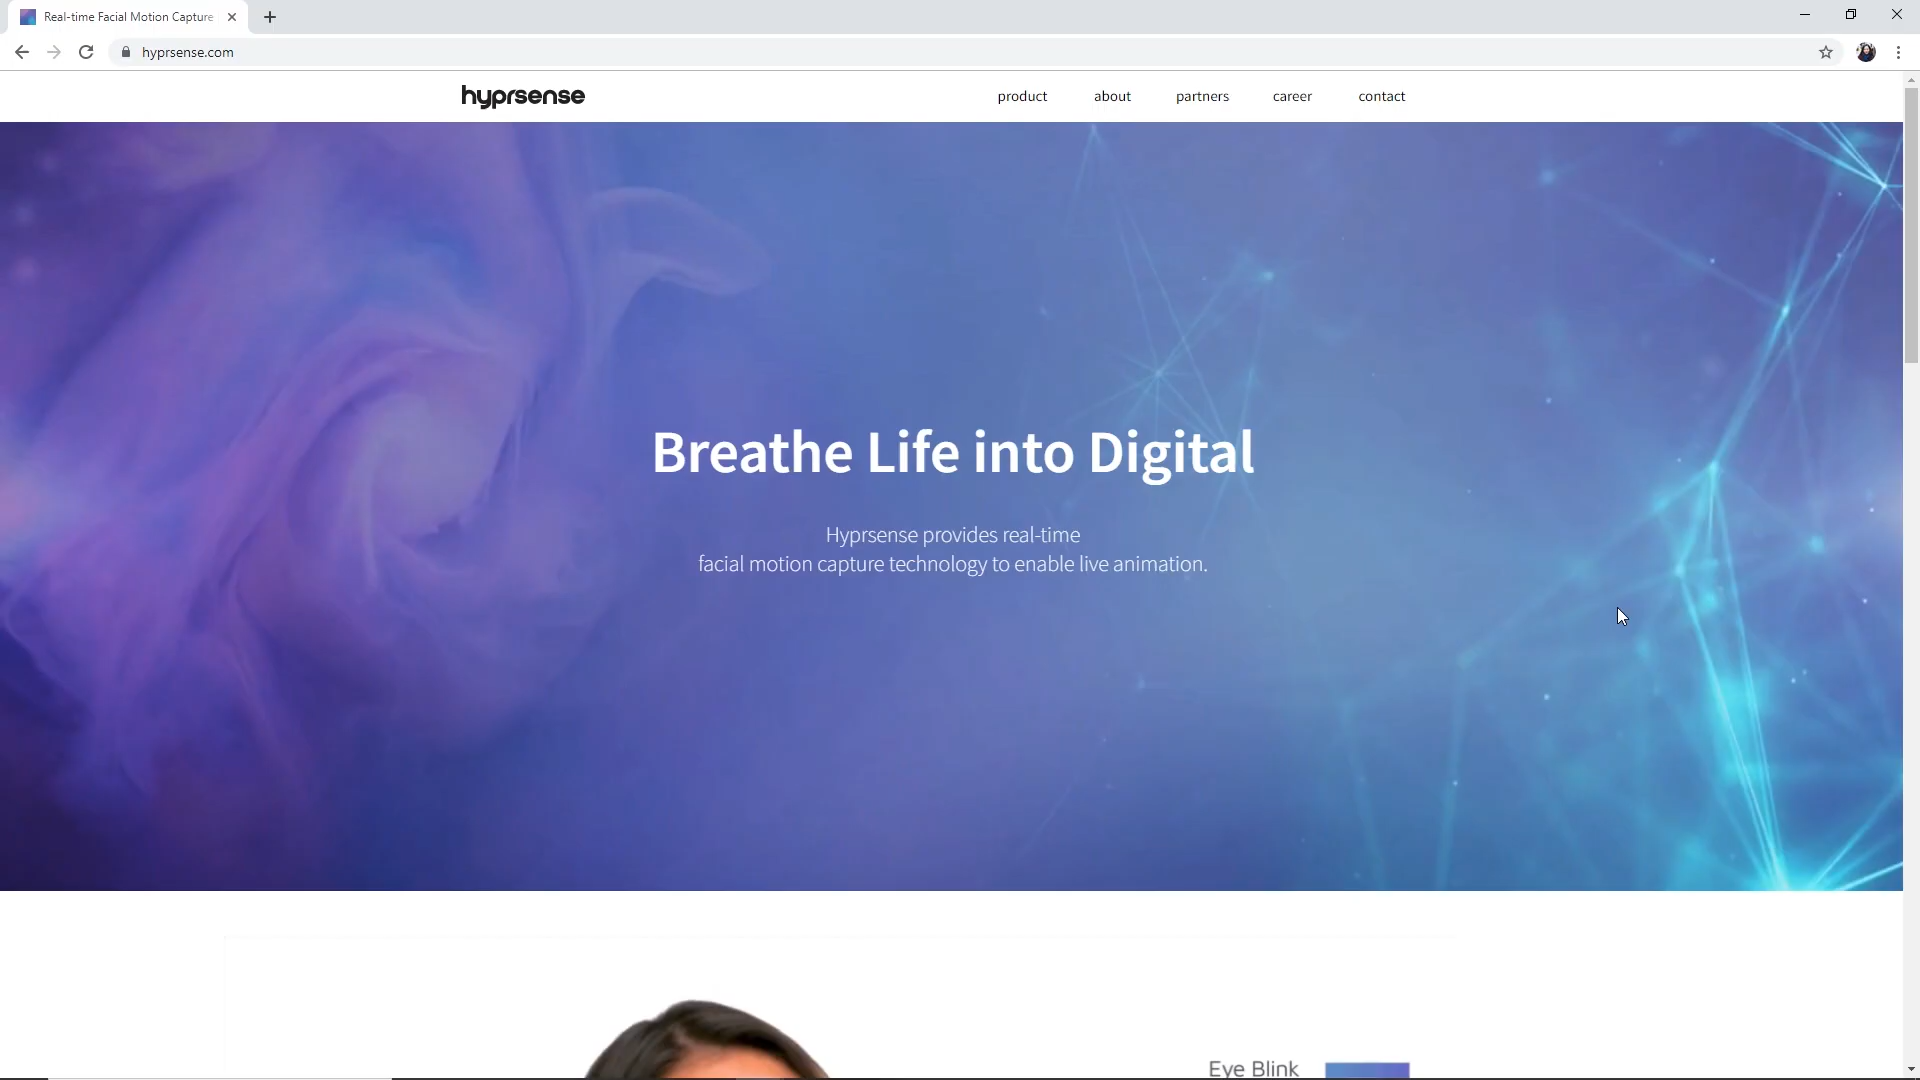 Real-time Facial Motion Capture
hyprsense.com
hyprsense
product about partners career contact
Breathe Life into Digital
Hyprsense provides real-time
facial motion capture technology to enable live animation.
Eye Blink